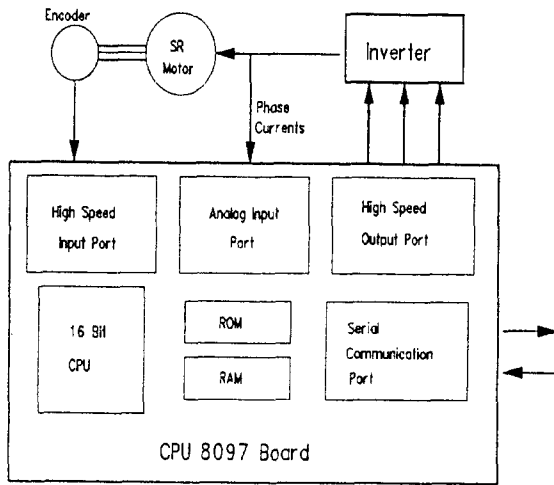 Encoder
SR
Motor
Inverter
Phase
Currents
High Speed
Input Port
Analog Input
Port
High Speed
Output Port
16 Bit
CPU
ROM
RAM
Serial
Communication
Port
CPU 8097 Board